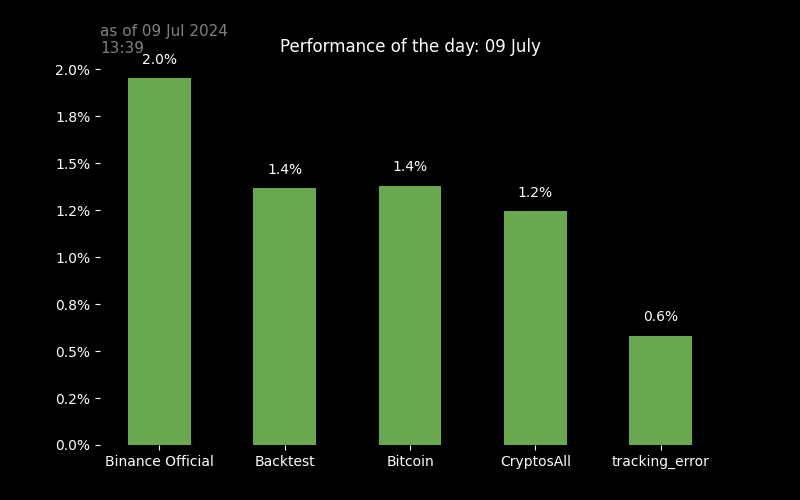 as of 09 Jul 2024
13:39
Performance of the day: 09 July
2.0%
1.8%
1.5%
1.2%
1.0%
0.8%
0.5%
0.2%
0.0%
2.0%
1.4%
1.4%
1.2%
0.6%
Binance Official
Backtest
Bitcoin
CryptosAll
tracking_error